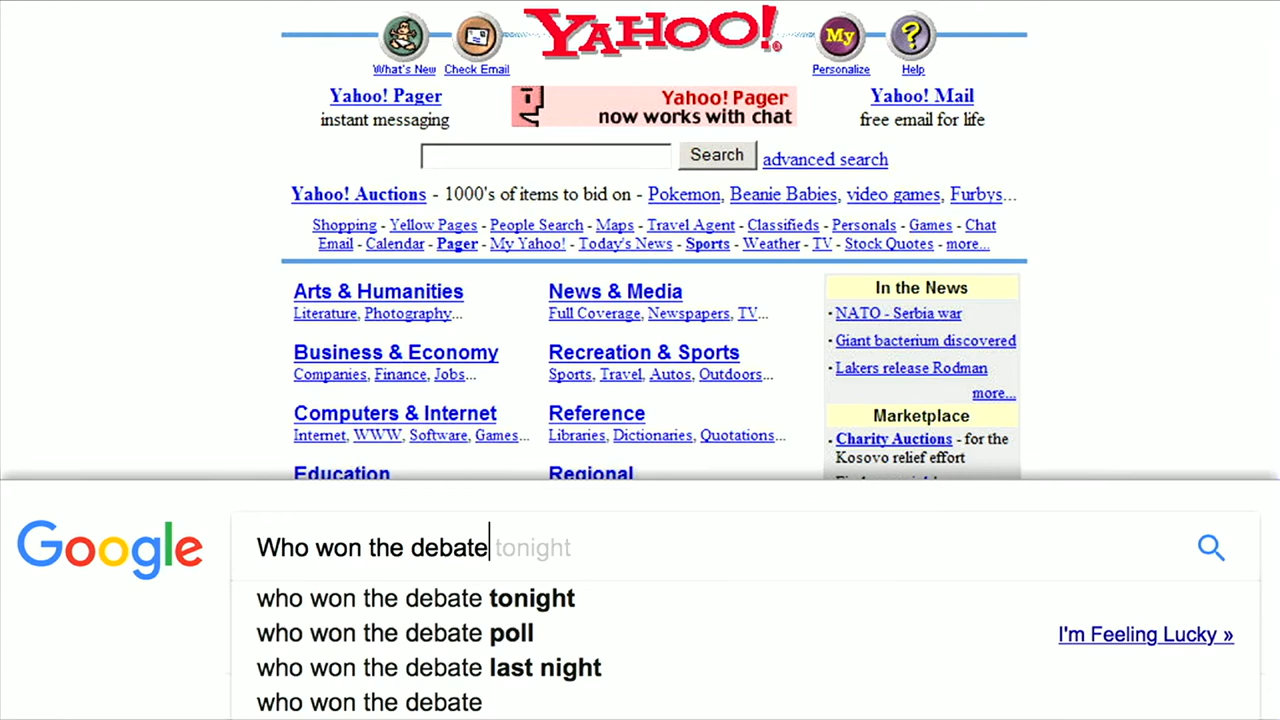 YAHOO!
My
?
What's New
Check Email
Personalize
Help
Yahoo! Pager
instant messaging
Yahoo! Pager
now works with chat
Yahoo! Mail
free email for life
Search
advanced search
Yahoo! Auctions - 1000's of items to bid on - Pokemon, Beanie Babies, video games, Furbys...
Shopping - Yellow Pages - People Search - Maps - Travel Agent - Classifieds - Personals - Games - Chat
Email - Calendar - Pager - My Yahoo! - Today's News - Sports - Weather - TV - Stock Quotes - more...
Arts & Humanities
Literature, Photography...
News & Media
Full Coverage, Newspapers, TV...
Business & Economy
Companies, Finance, Jobs...
Recreation & Sports
Sports, Travel, Autos, Outdoors...
Computers & Internet
Internet, WWW, Software, Games...
Reference
Libraries, Dictionaries, Quotations...
Education
Regional
In the News
· NATO - Serbia war
· Giant bacterium discovered
· Lakers release Rodman
more...
Marketplace
· Charity Auctions - for the
Kosovo relief effort
Google
Who won the debate tonight
who won the debate tonight
who won the debate poll
I'm Feeling Lucky »
who won the debate last night
who won the debate